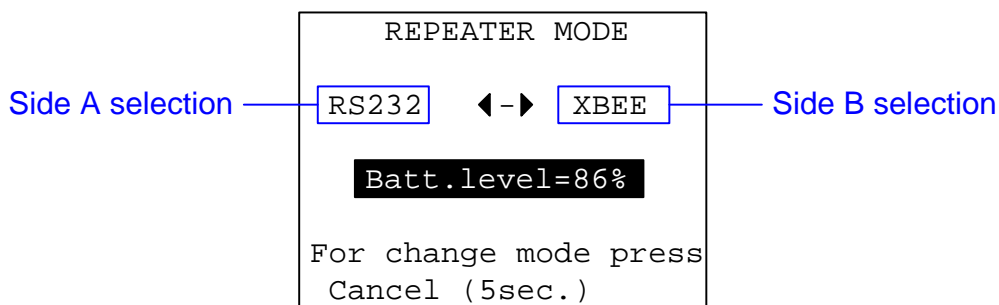 REPEATER MODE
Side A selection RS232 XBEE Side B selection
Batt.level=86%
For change mode press
Cancel (5sec.)